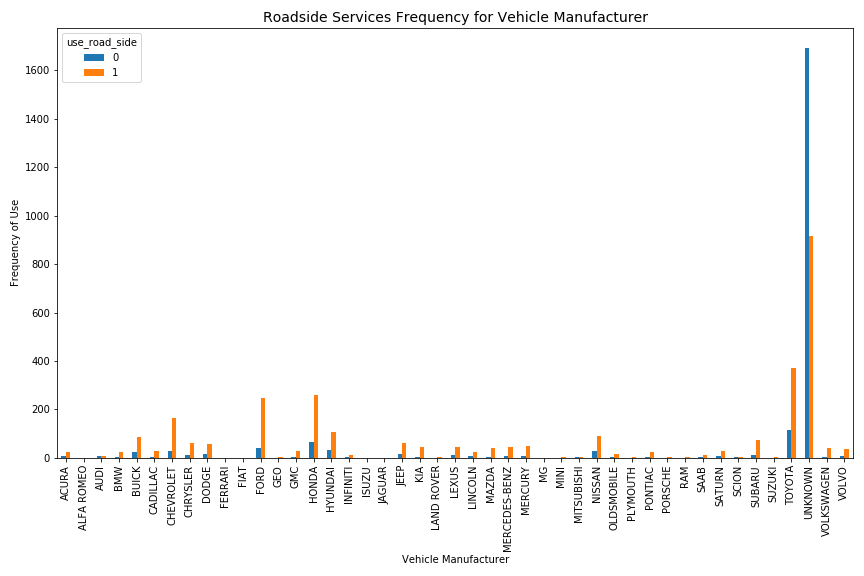 Roadside Services Frequency for Vehicle Manufacturer
use_road_side
0
1
Frequency of Use
1600
1400
1200
1000
800
600
400
200
0
ACURA
ALFA ROMEO
AUDI
BMW
BUICK
CADILLAC
CHEVROLET
CHRYSLER
DODGE
FERRARI
FIAT
FORD
GEO
GMC
HONDA
HYUNDAI
INFINITI
ISUZU
JAGUAR
JEEP
KIA
LAND ROVER
LEXUS
LINCOLN
MAZDA
MERCEDES-BENZ
MERCURY
MG
MINI
MITSUBISHI
NISSAN
OLDSMOBILE
PLYMOUTH
PONTIAC
PORSCHE
RAM
SAAB
SATURN
SCION
SUBARU
SUZUKI
TOYOTA
UNKNOWN
VOLKSWAGEN
VOLVO
Vehicle Manufacturer